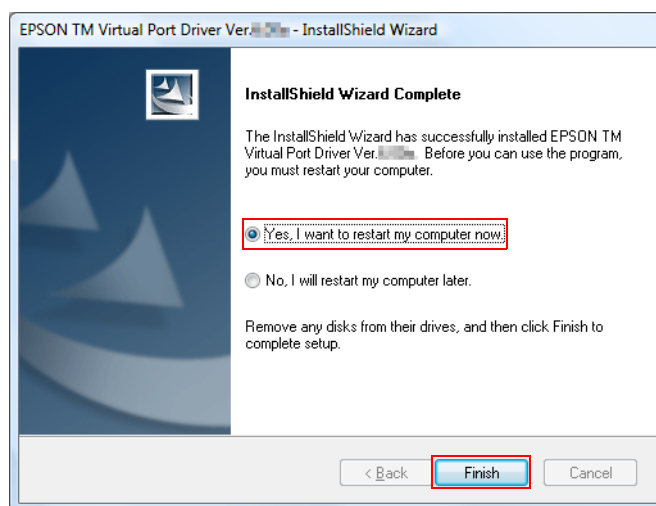 EPSON TM Virtual Port Driver Ver. - InstallShield Wizard
InstallShield Wizard Complete
The InstallShield Wizard has successfully installed EPSON TM
Virtual Port Driver Ver. Before you can use the program,
you must restart your computer.
Yes, I want to restart my computer now.
No, I will restart my computer later.
Remove any disks from their drives, and then click Finish to
complete setup.
< Back Finish Cancel